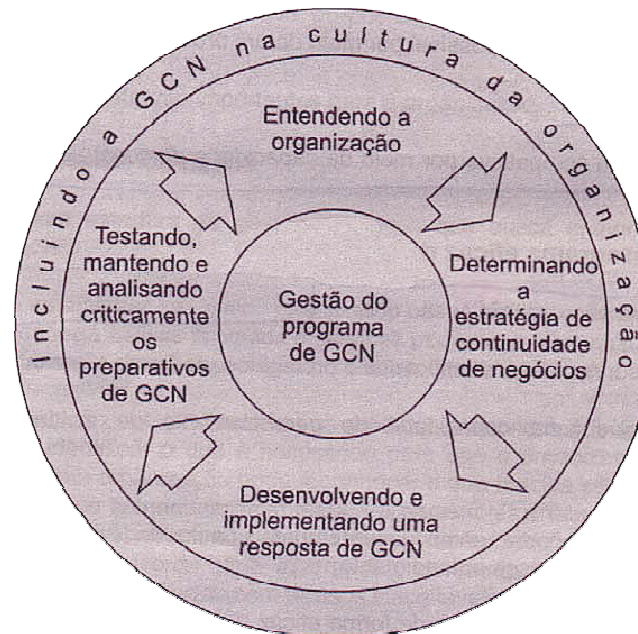 Incluindo a GCN na cultura da organização
Entendendo a
organização
Testando,
mantendo e
analisando
criticamente
os
preparativos
de GCN
Gestão do
programa
de GCN
Determinando
a
estratégia de
continuidade
de negócios
Desenvolvendo e
implementando uma
resposta de GCN